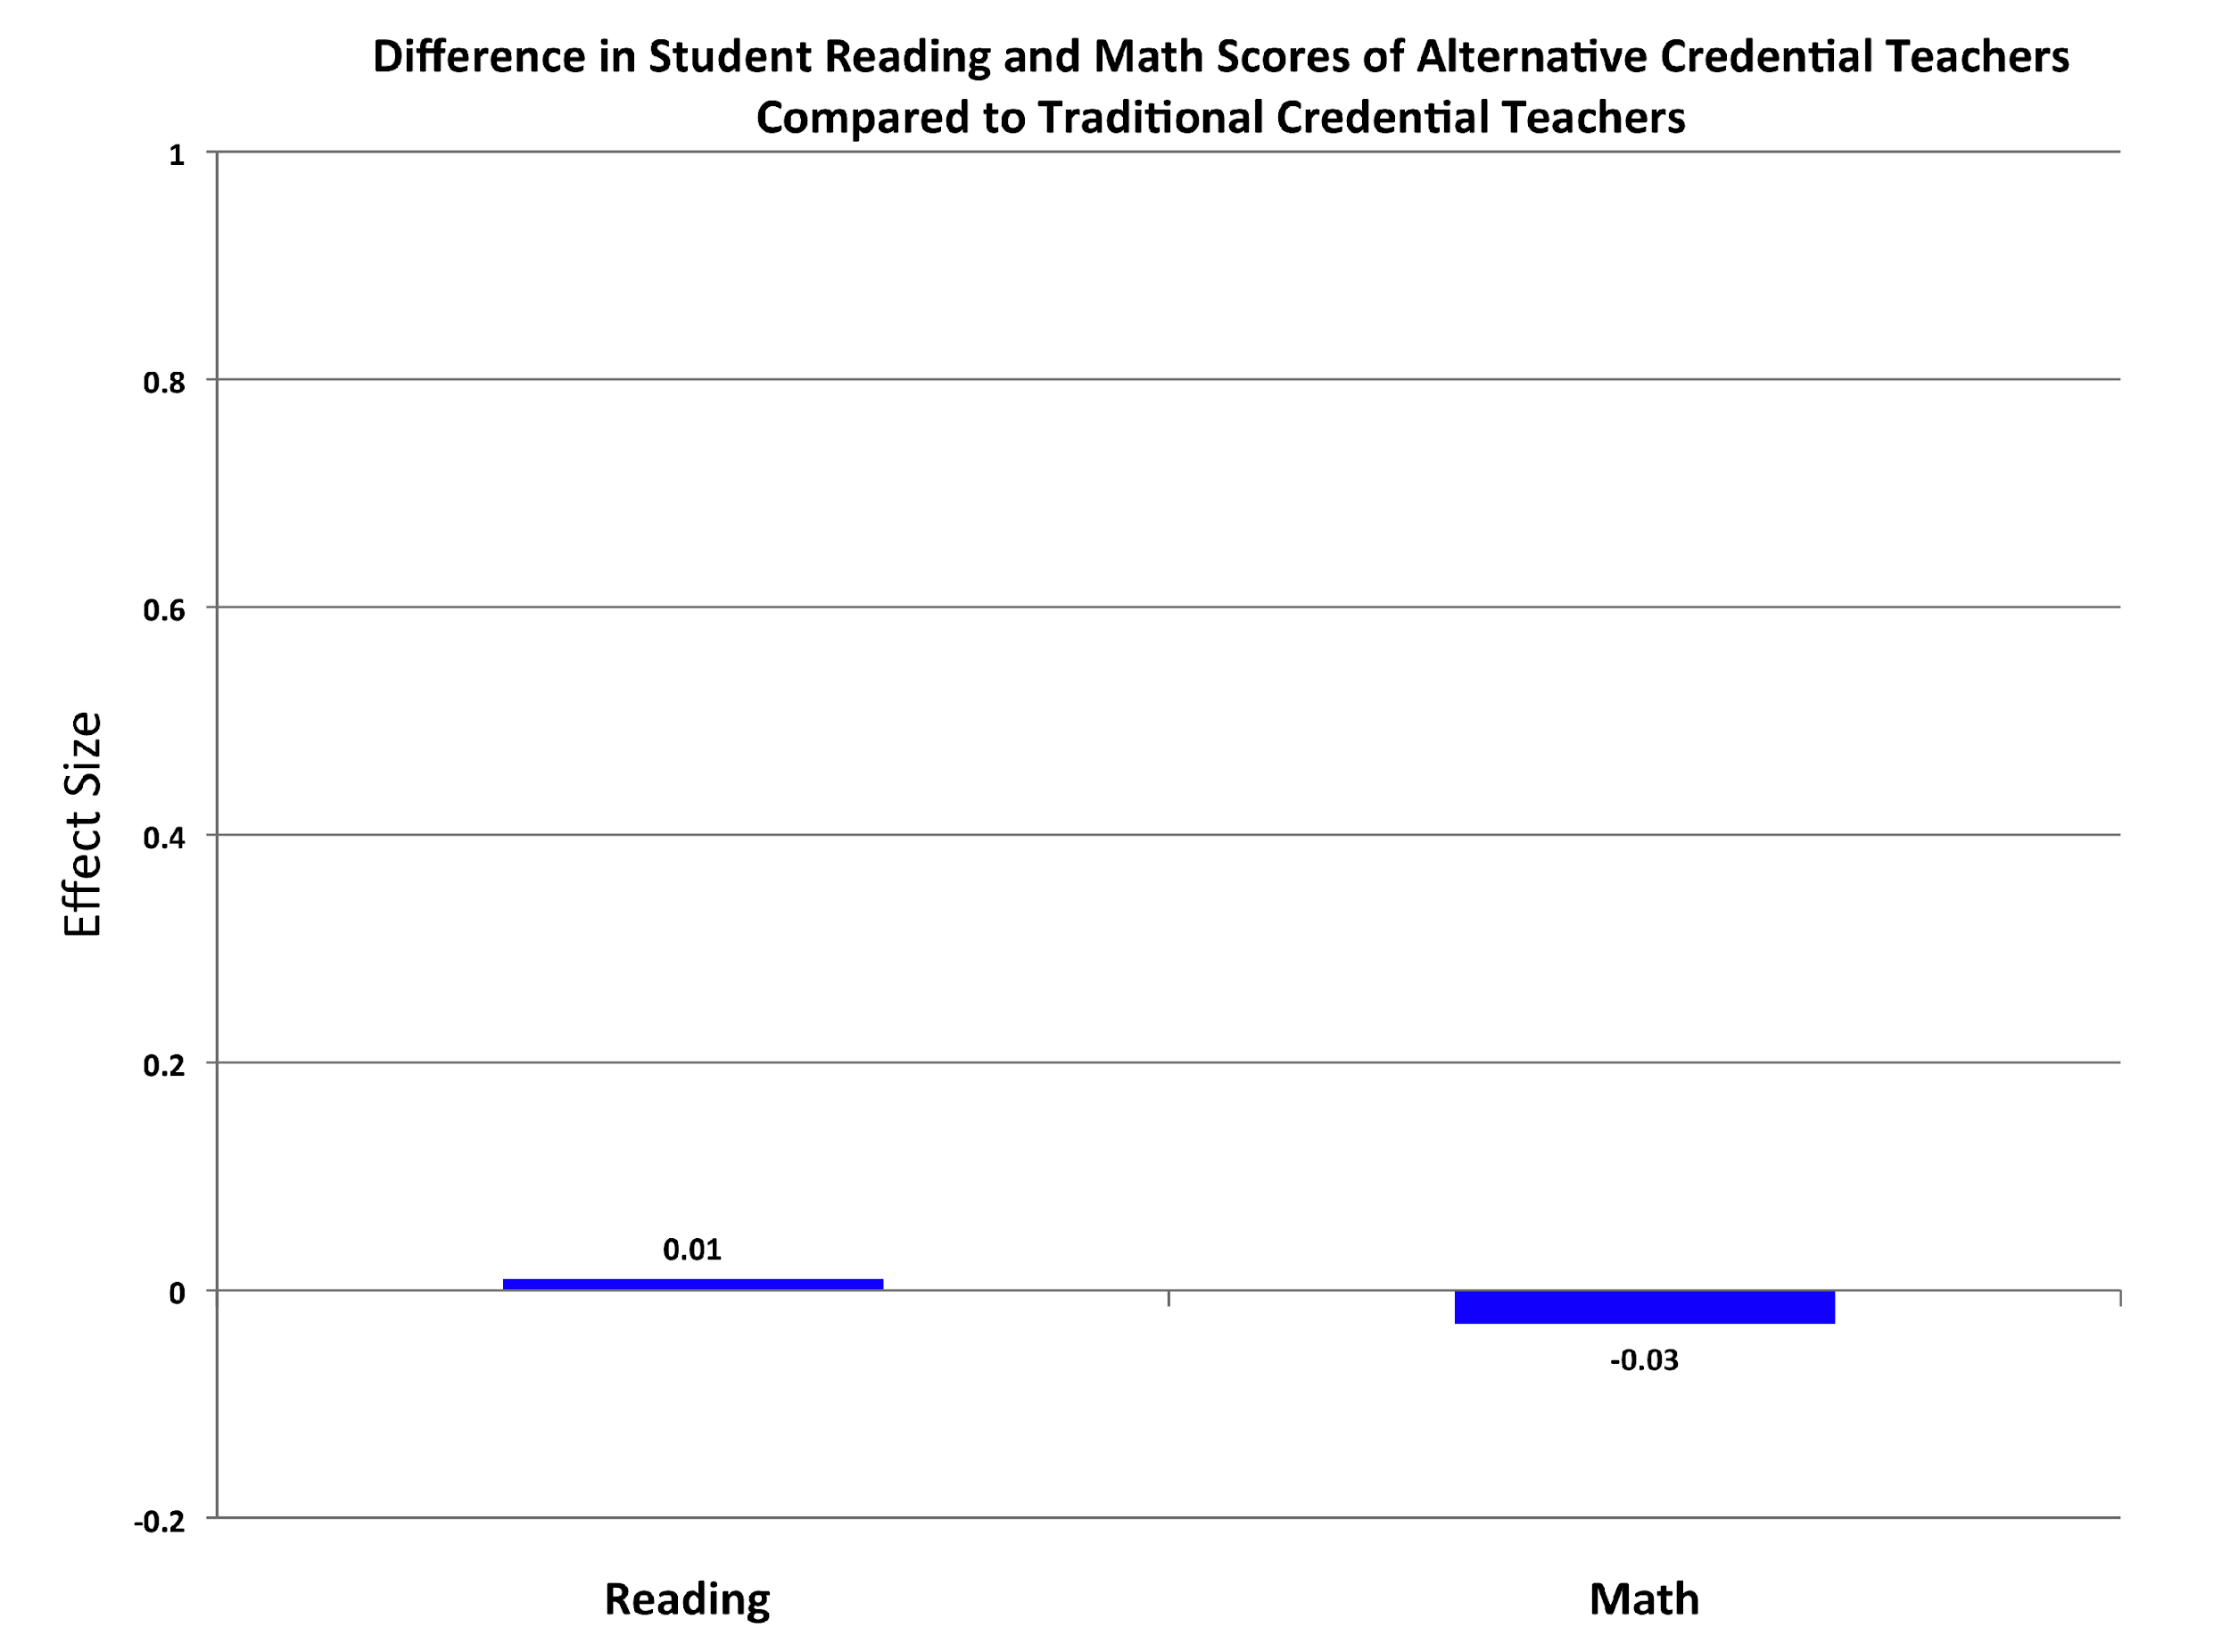 Difference in Student Reading and Math Scores of Alternative Credential Teachers
Compared to Traditional Credential Teachers
1
0.8
0.6
0.4
0.2
0
-0.2
Effect Size
0.01
-0.03
Reading
Math